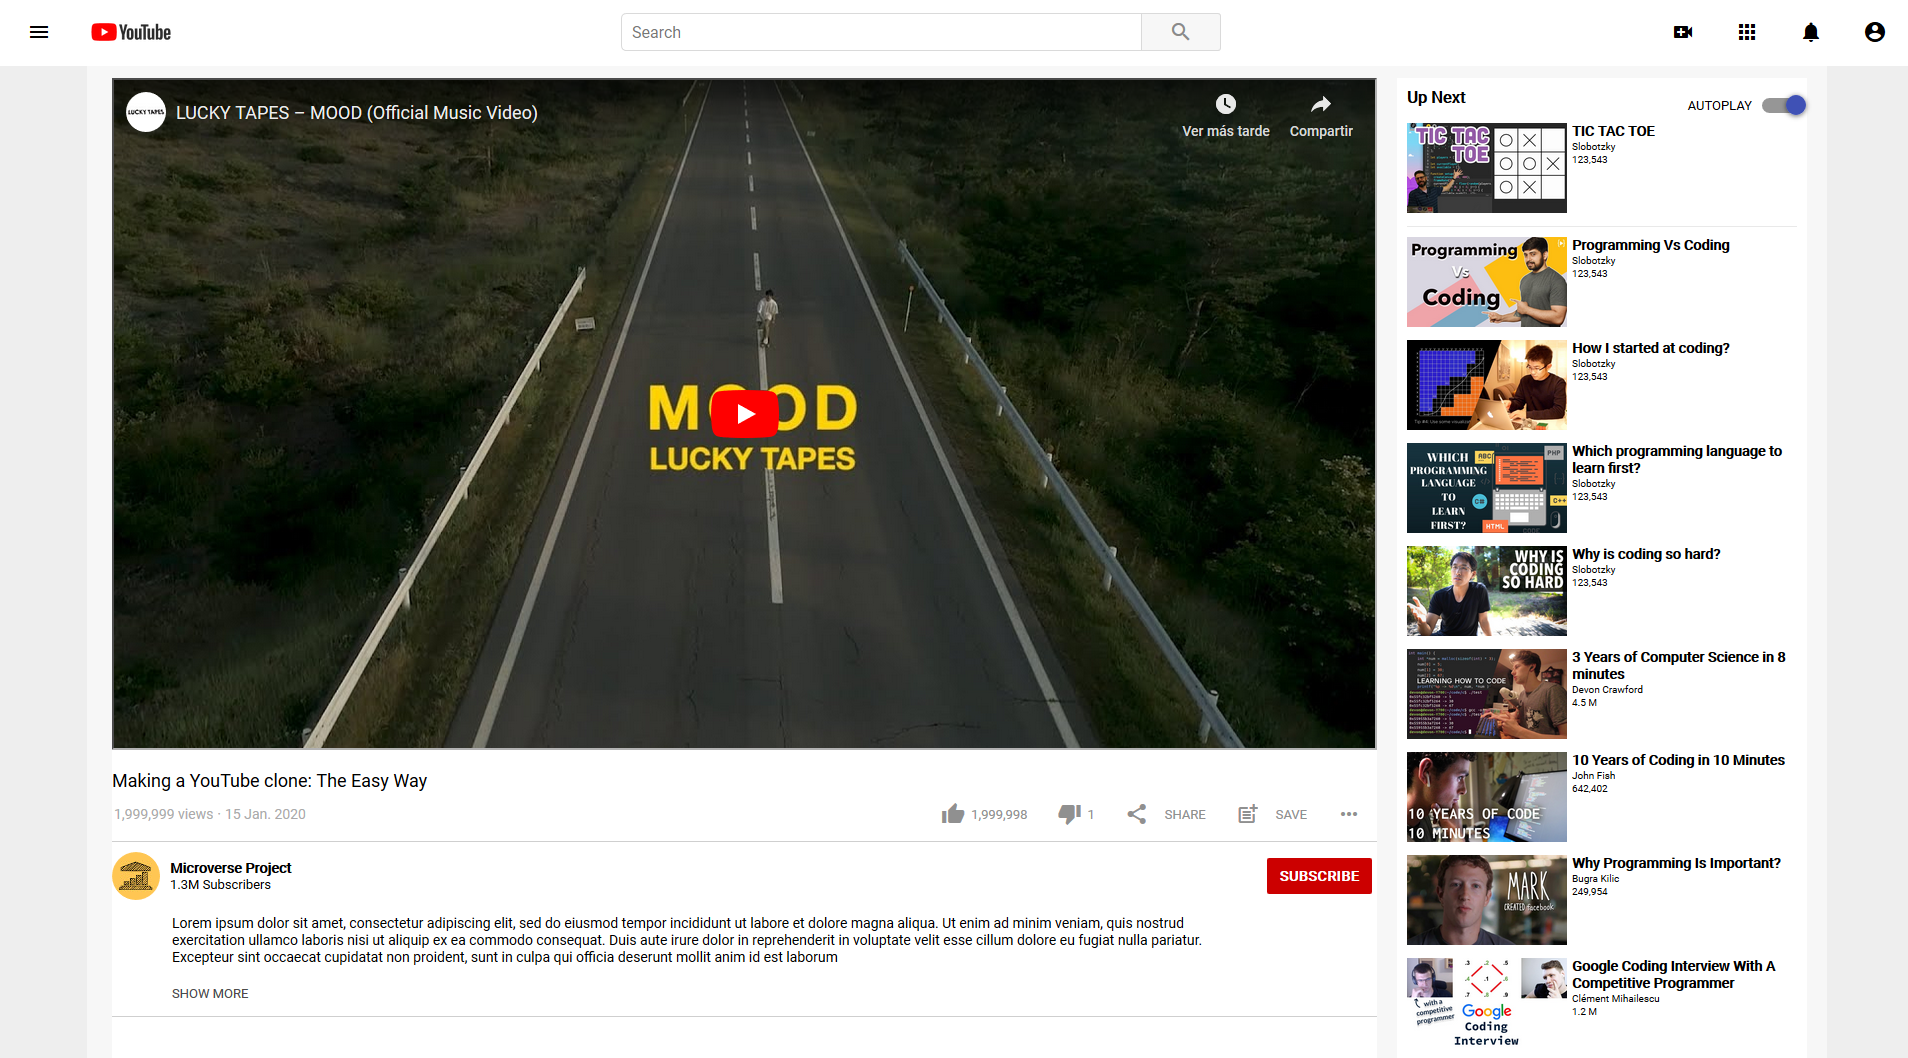 YouTube
Search
LUCKY TAPES
LUCKY TAPES – MOOD (Official Music Video)
Ver más tarde
Compartir
LUCKY TAPES
Making a YouTube clone: The Easy Way
1,999,999 views · 15 Jan. 2020
1,999,998
1
SHARE
SAVE
Microverse Project
1.3M Subscribers
SUBSCRIBE
Lorem ipsum dolor sit amet, consectetur adipiscing elit, sed do eiusmod tempor incididunt ut labore et dolore magna aliqua. Ut enim ad minim veniam, quis nostrud
exercitation ullamco laboris nisi ut aliquip ex ea commodo consequat. Duis aute irure dolor in reprehenderit in voluptate velit esse cillum dolore eu fugiat nulla pariatur.
Excepteur sint occaecat cupidatat non proident, sunt in culpa qui officia deserunt mollit anim id est laborum
SHOW MORE
Up Next
AUTOPLAY
TIC TAC
TOE
TIC TAC TOE
Slobotzky
123,543
Programming
Vs
Coding
Programming Vs Coding
Slobotzky
123,543
How I started at coding?
Slobotzky
123,543
WHICH
PROGRAMMING
LANGUAGE
TO
LEARN
FIRST?
ABC
PHP
C#
C++
HTML
CODE
Which programming language to
learn first?
Slobotzky
123,543
WHY IS
CODING
SO HARD
Why is coding so hard?
Slobotzky
123,543
LEARNING HOW TO CODE
3 Years of Computer Science in 8
minutes
Devon Crawford
4.5 M
10 YEARS OF CODE
10 MINUTES
10 Years of Coding in 10 Minutes
John Fish
642,402
MARK
CREATED facebook
Why Programming Is Important?
Bugra Kilic
249,954
.3 .2 .5
.4 .1 .6
.7 .8 .9
with a
competitive
programmer
Google
Coding
Interview
Google Coding Interview With A
Competitive Programmer
Clément Mihailescu
1.2 M